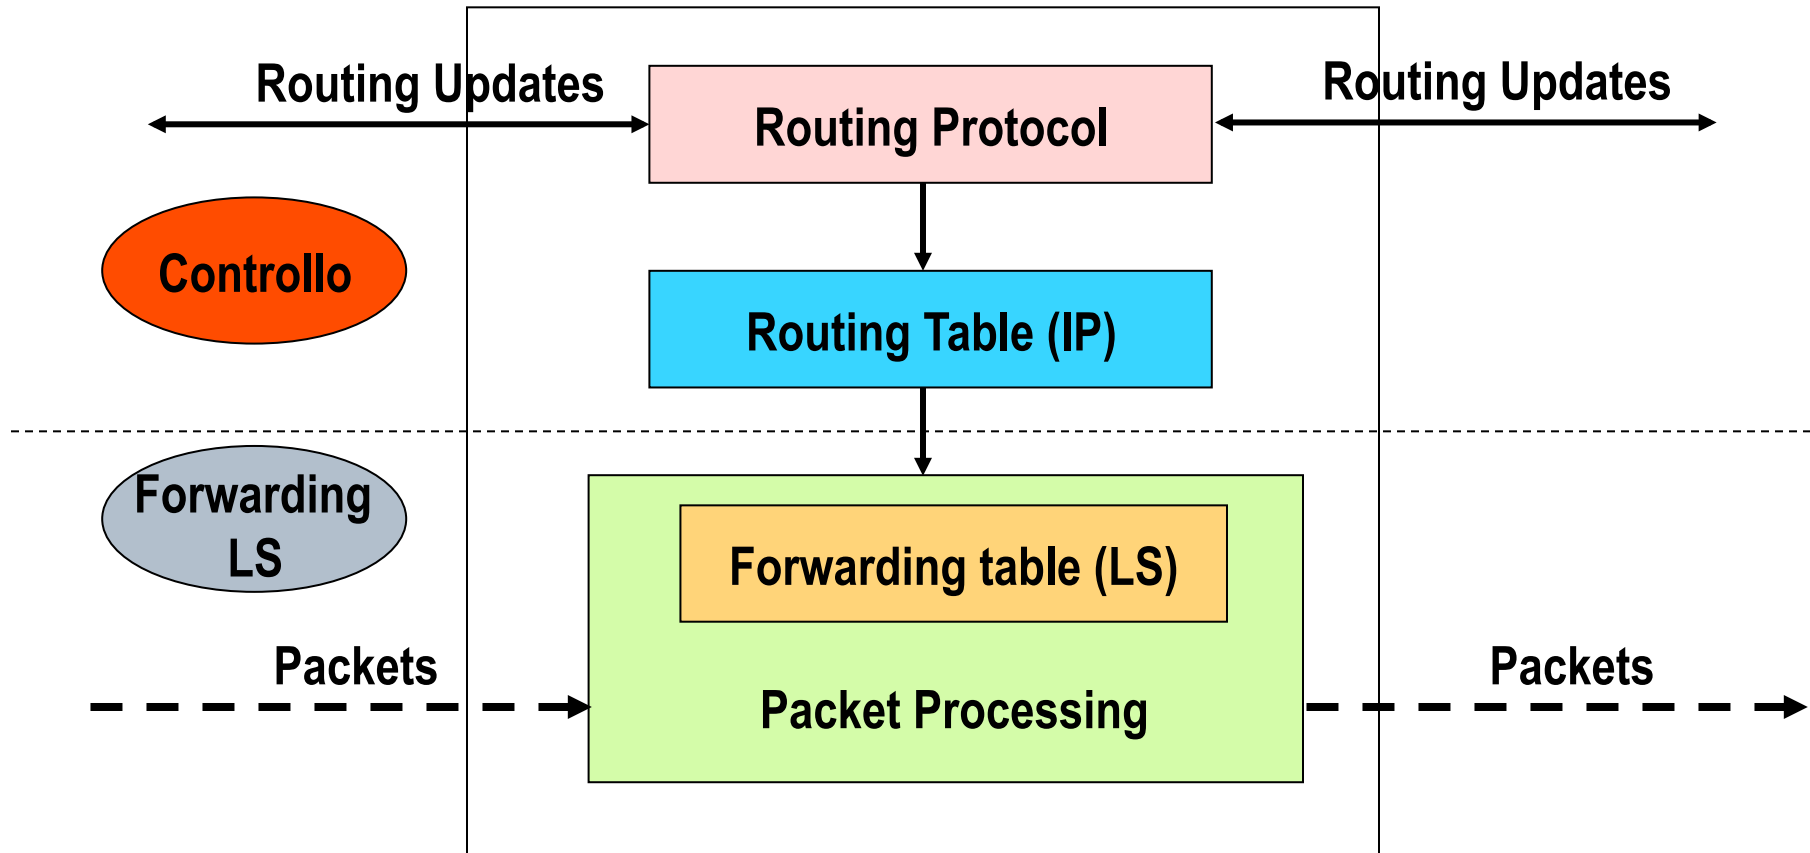 Routing Updates
Routing Updates
Routing Protocol
Controllo
Routing Table (IP)
Forwarding
LS
Forwarding table (LS)
Packets
Packets
Packet Processing